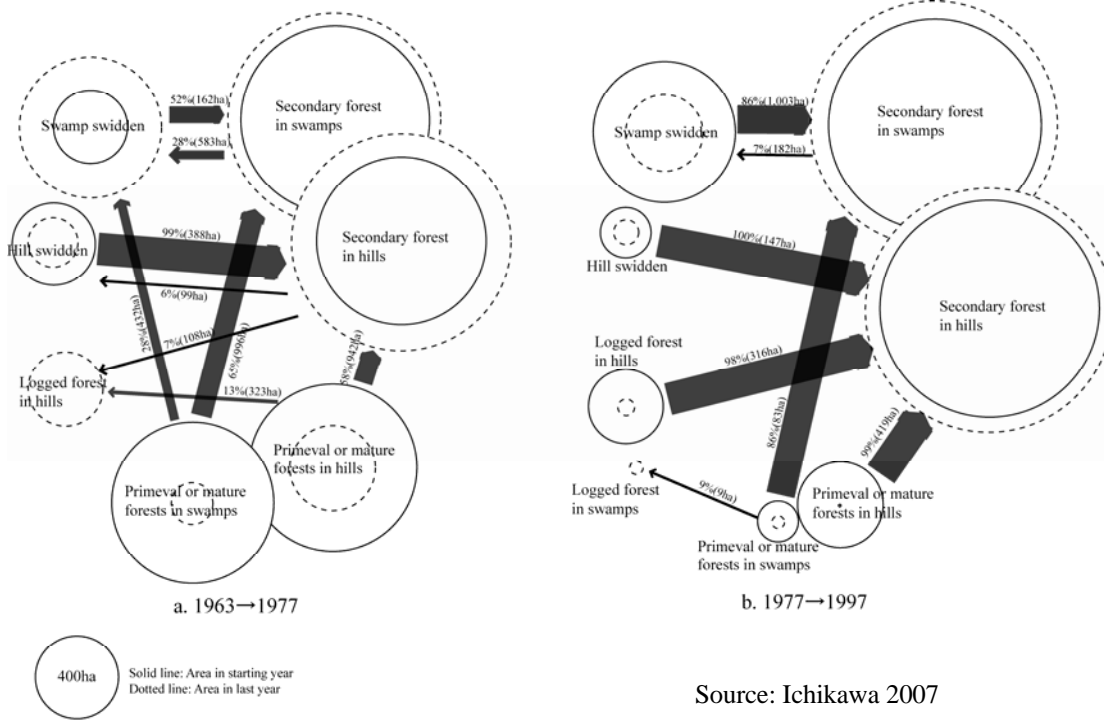 Swamp swidden
52%(162ha)
28%(583ha)
Secondary forest
in swamps
Hill swidden
99%(388ha)
6%(99ha)
Secondary forest
in hills
28%(432ha)
7%(108ha)
65%(996ha)
58%(942ha)
Logged forest
in hills
13%(323ha)
Primeval or mature
forests in hills
Primeval or mature
forests in swamps
a. 1963→1977
Swamp swidden
86%(1,003ha)
7%(182ha)
Secondary forest
in swamps
Hill swidden
100%(147ha)
Secondary forest
in hills
Logged forest
in hills
98%(316ha)
86%(83ha)
99%(419ha)
Logged forest
in swamps
9%(9ha)
Primeval or mature
forests in hills
Primeval or mature
forests in swamps
b. 1977→1997
400ha
Solid line: Area in starting year
Dotted line: Area in last year
Source: Ichikawa 2007